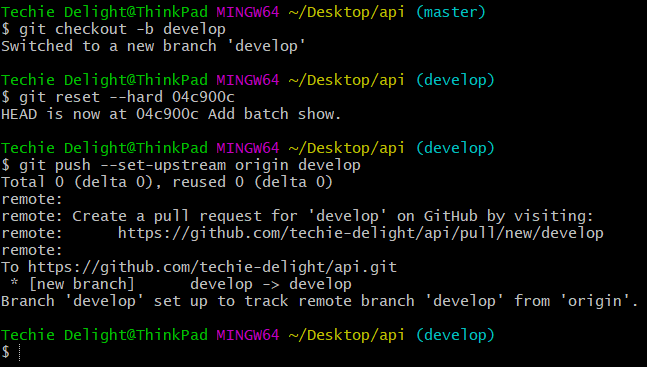 Techie Delight@ThinkPad MINGW64 ~/Desktop/api (master)
$ git checkout -b develop
Switched to a new branch 'develop'
Techie Delight@ThinkPad MINGW64 ~/Desktop/api (develop)
$ git reset --hard 04c900c
HEAD is now at 04c900c Add batch show.
Techie Delight@ThinkPad MINGW64 ~/Desktop/api (develop)
$ git push --set-upstream origin develop
Total 0 (delta 0), reused 0 (delta 0)
remote:
remote: Create a pull request for 'develop' on GitHub by visiting:
remote:      https://github.com/techie-delight/api/pull/new/develop
remote:
To https://github.com/techie-delight/api.git
 * [new branch]      develop -> develop
Branch 'develop' set up to track remote branch 'develop' from 'origin'.
Techie Delight@ThinkPad MINGW64 ~/Desktop/api (develop)
$